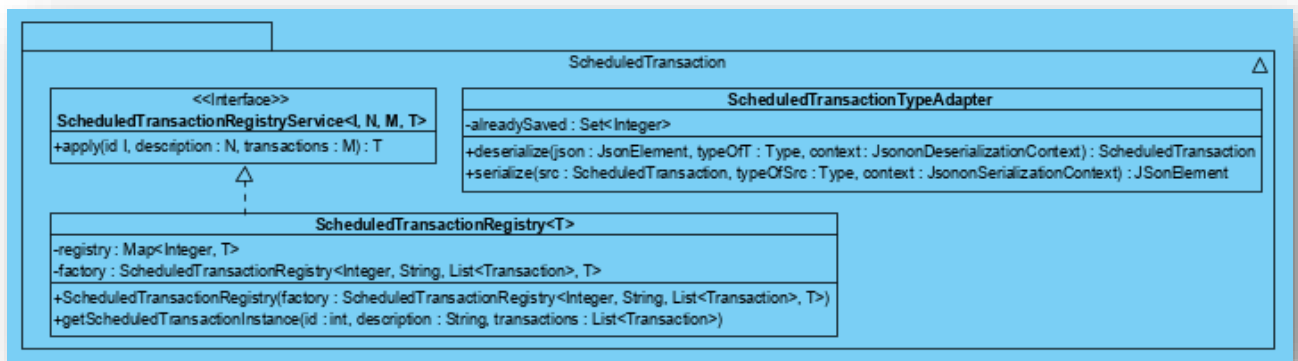 ScheduledTransaction
<<Interface>>
ScheduledTransactionRegistryService<I, N, M, T>
+apply(id I, description : N, transactions : M) : T
ScheduledTransactionTypeAdapter
-alreadySaved : Set<Integer>
+deserialize(json : JsonElement, typeOfT : Type, context : JsononDeserializationContext) : ScheduledTransaction
+serialize(src : ScheduledTransaction, typeOfSrc : Type, context : JsononSerializationContext) : JSonElement
ScheduledTransactionRegistry<T>
-registry : Map<Integer, T>
-factory : ScheduledTransactionRegistry<Integer, String, List<Transaction>, T>
+ScheduledTransactionRegistry(factory : ScheduledTransactionRegistry<Integer, String, List<Transaction>, T>)
+getScheduledTransactionInstance(id : int, description : String, transactions : List<Transaction>)